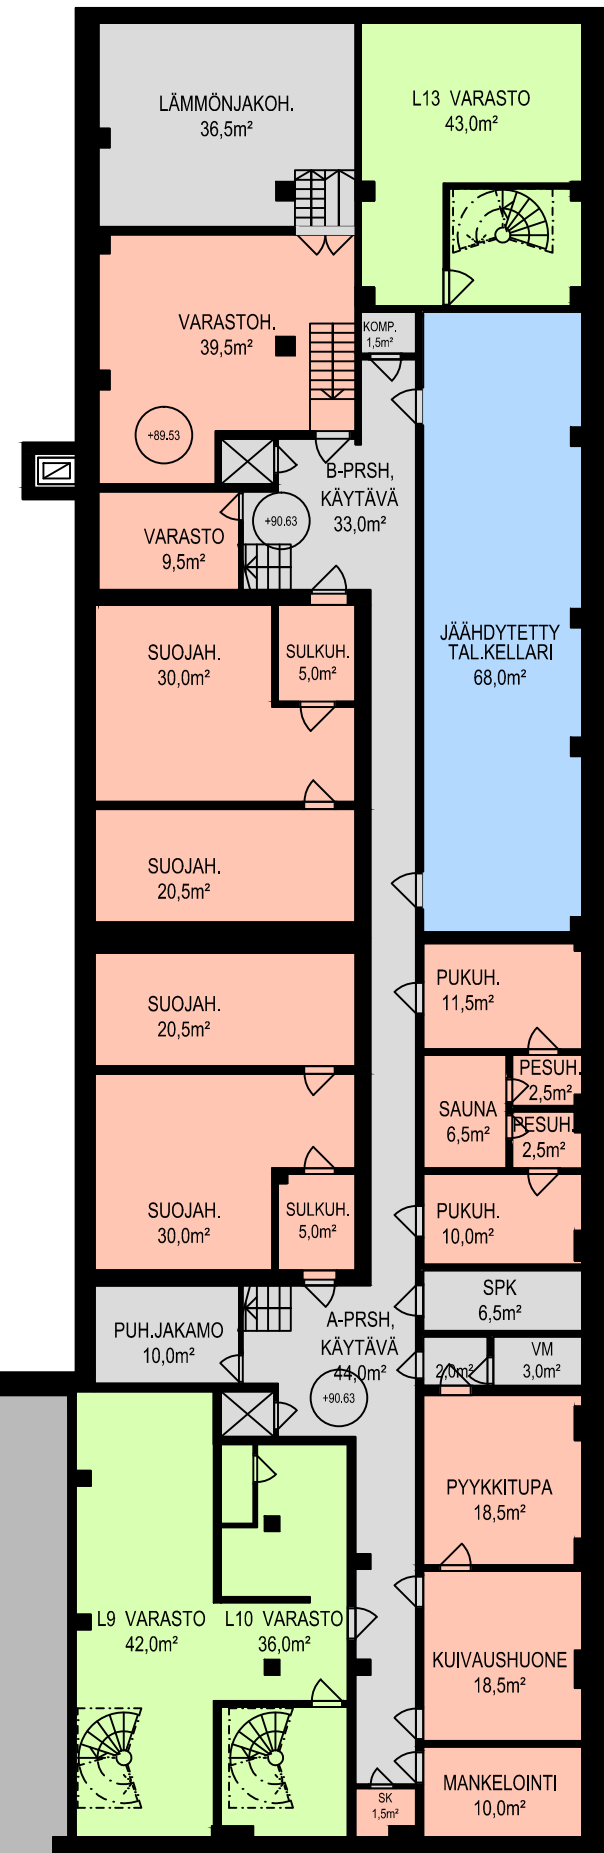 LÄMMÖNJAKOH.
36,5m²
L13 VARASTO
43,0m²
VARASTOH.
39,5m²
KOMP.
1,5m²
+89.53
B-PRSH,
KÄYTÄVÄ
33,0m²
+90.63
VARASTO
9,5m²
SUOJAH.
30,0m²
SULKUH.
5,0m²
JÄÄHDYTETTY
TAL.KELLARI
68,0m²
SUOJAH.
20,5m²
SUOJAH.
20,5m²
PUKUH.
11,5m²
PESUH.
2,5m²
SAUNA
6,5m²
PESUH.
2,5m²
SUOJAH.
30,0m²
SULKUH.
5,0m²
PUKUH.
10,0m²
SPK
6,5m²
PUH.JAKAMO
10,0m²
A-PRSH,
KÄYTÄVÄ
44,0m²
+90.63
2,0m²
VM
3,0m²
PYYKKITUPA
18,5m²
L9 VARASTO
42,0m²
L10 VARASTO
36,0m²
KUIVAUSHUONE
18,5m²
MANKELOINTI
10,0m²
SK
1,5m²